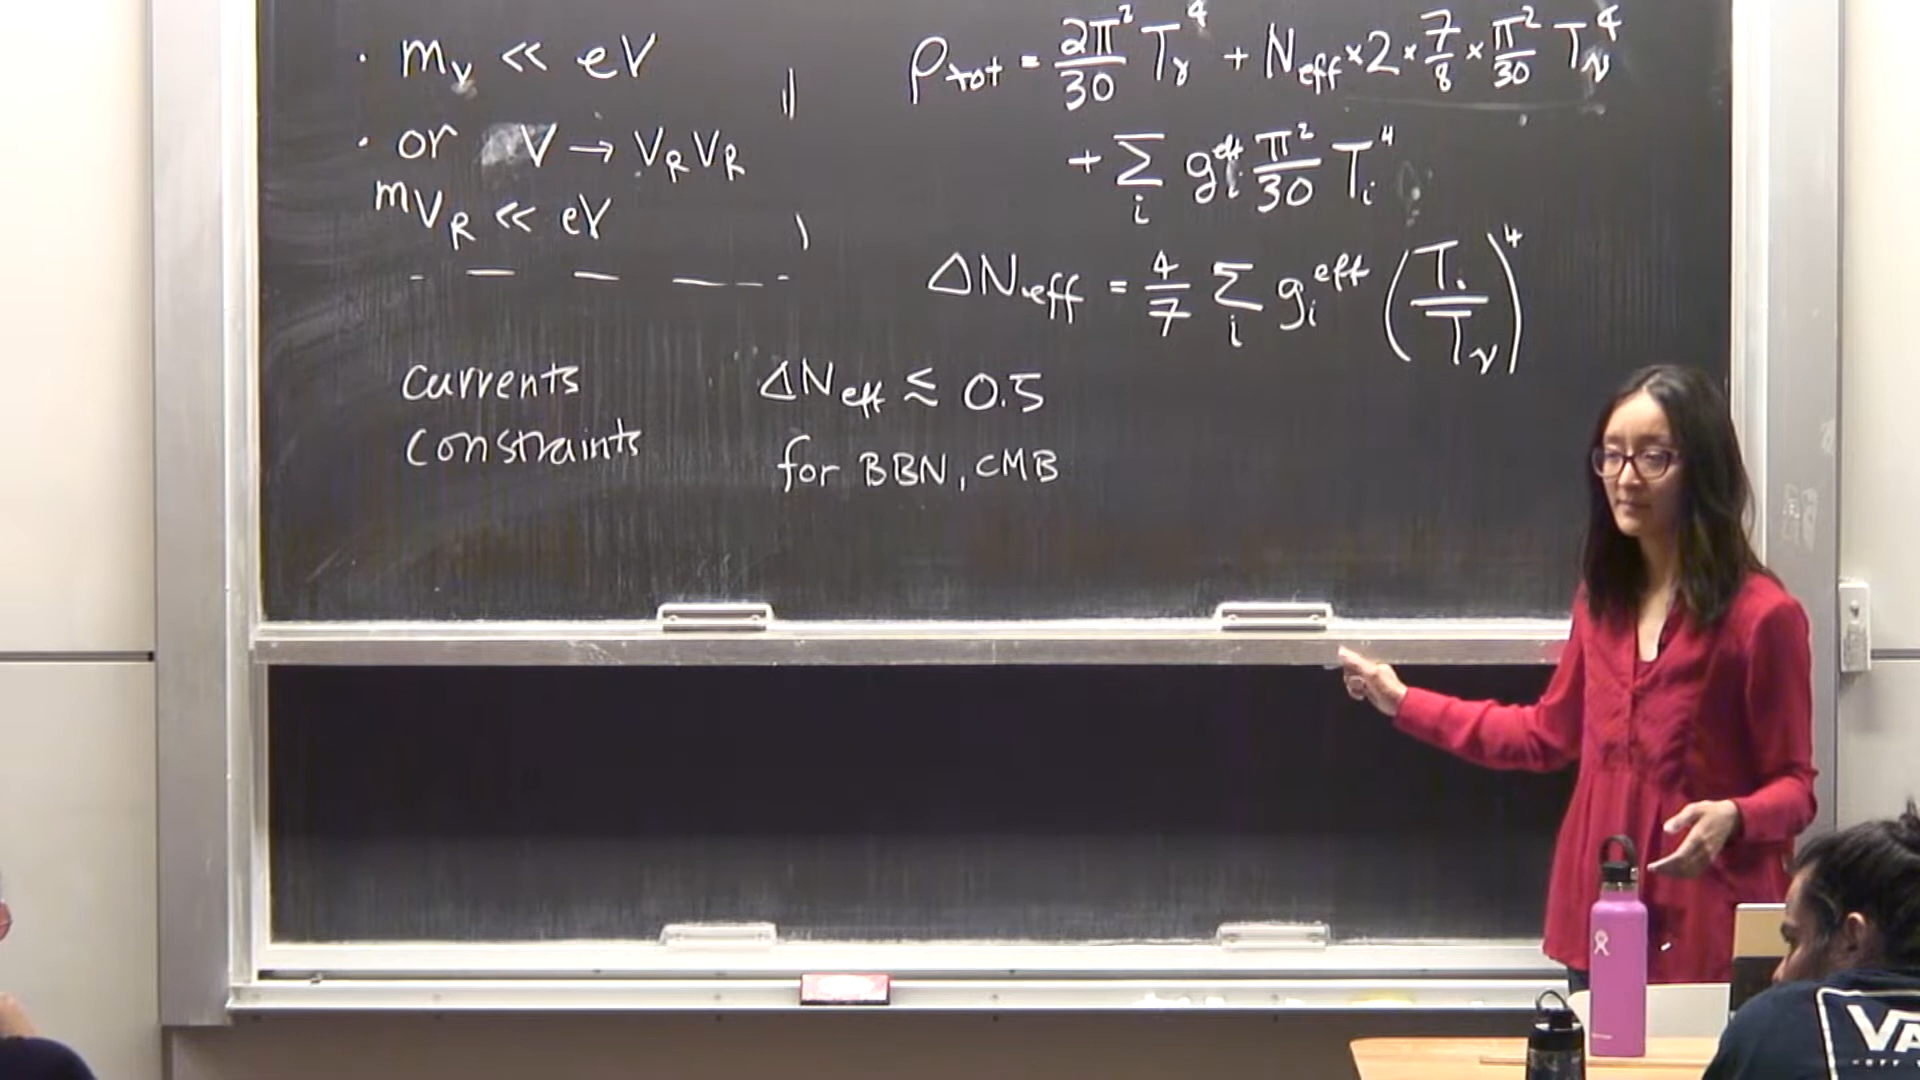 · m_ν ≪ eV
· or V → ν_R ν_R
m_{ν_R} ≪ eV
currents
constraints
ΔN_eff ≲ 0.5
for BBN, CMB
ρ_tot = 2π²/30 T_γ⁴ + N_eff × 2 × 7/8 × π²/30 T_ν⁴
+ Σ_i g_i^eff π²/30 T_i⁴
ΔN_eff = 4/7 Σ_i g_i^eff (T_i/T_ν)⁴